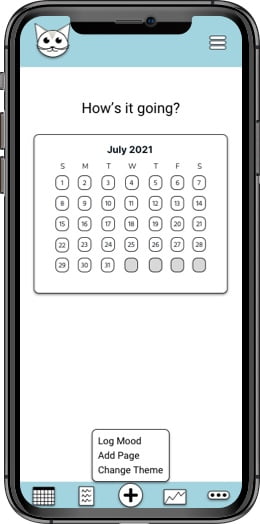 How's it going?
July 2021
S M T W T F S
1 2 3 4 5 6 7
8 9 10 11 12 13 14
15 16 17 18 19 20 21
22 23 24 25 26 27 28
29 30 31
Log Mood
Add Page
Change Theme